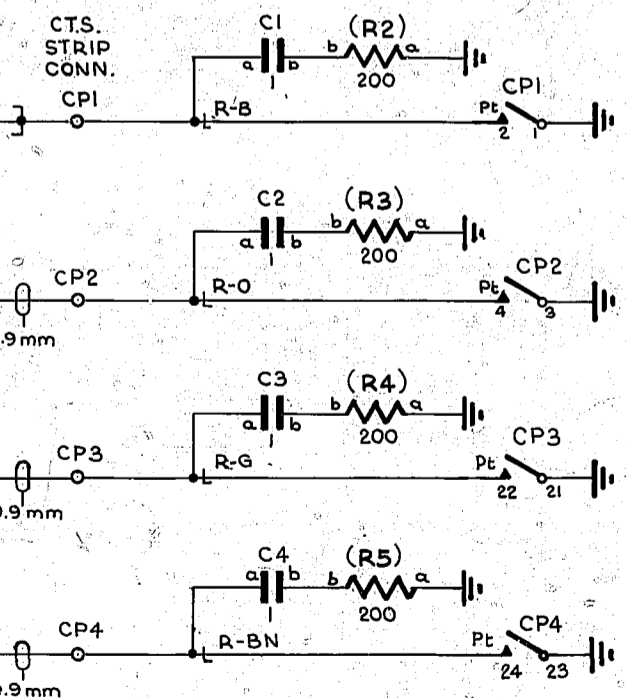 C.T.S.
STRIP
CONN.
CP1
C1
(R2)
a b
b a
1
200
R-B
CP1
Pt
2 1
CP2
C2
(R3)
a b
b a
1
200
R-O
CP2
Pt
4 3
.9 mm
CP3
C3
(R4)
a b
b a
1
200
R-G
CP3
Pt
22 21
0.9 mm
CP4
C4
(R5)
a b
b a
1
200
R-BN
CP4
Pt
24 23
9.9 mm